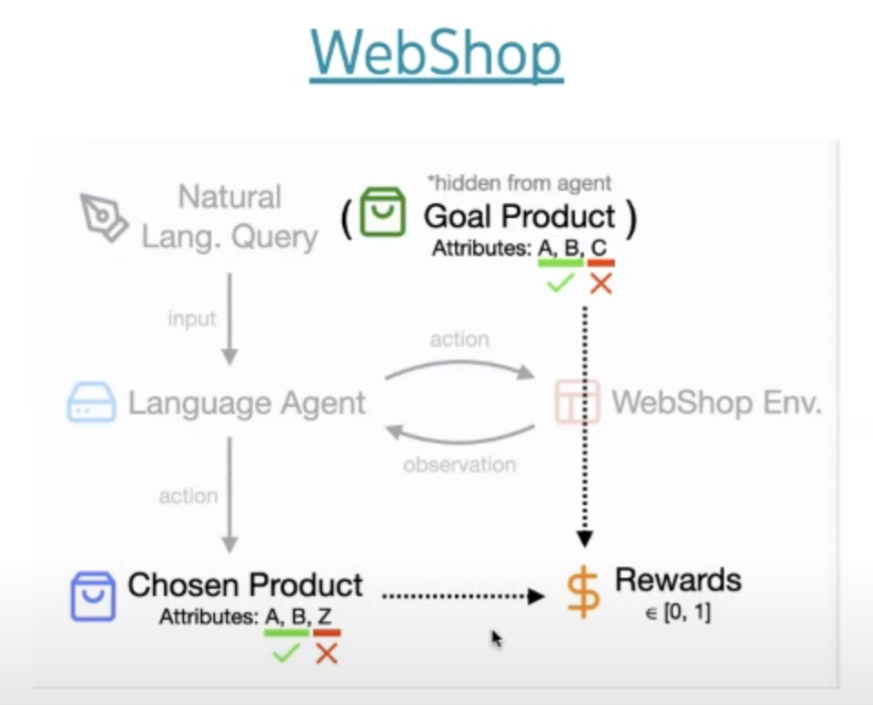 WebShop
*hidden from agent
Natural
Lang. Query
( Goal Product )
Attributes: A, B, C
input
action
Language Agent
WebShop Env.
observation
action
Chosen Product
Attributes: A, B, Z
$
Rewards
∈ [0, 1]